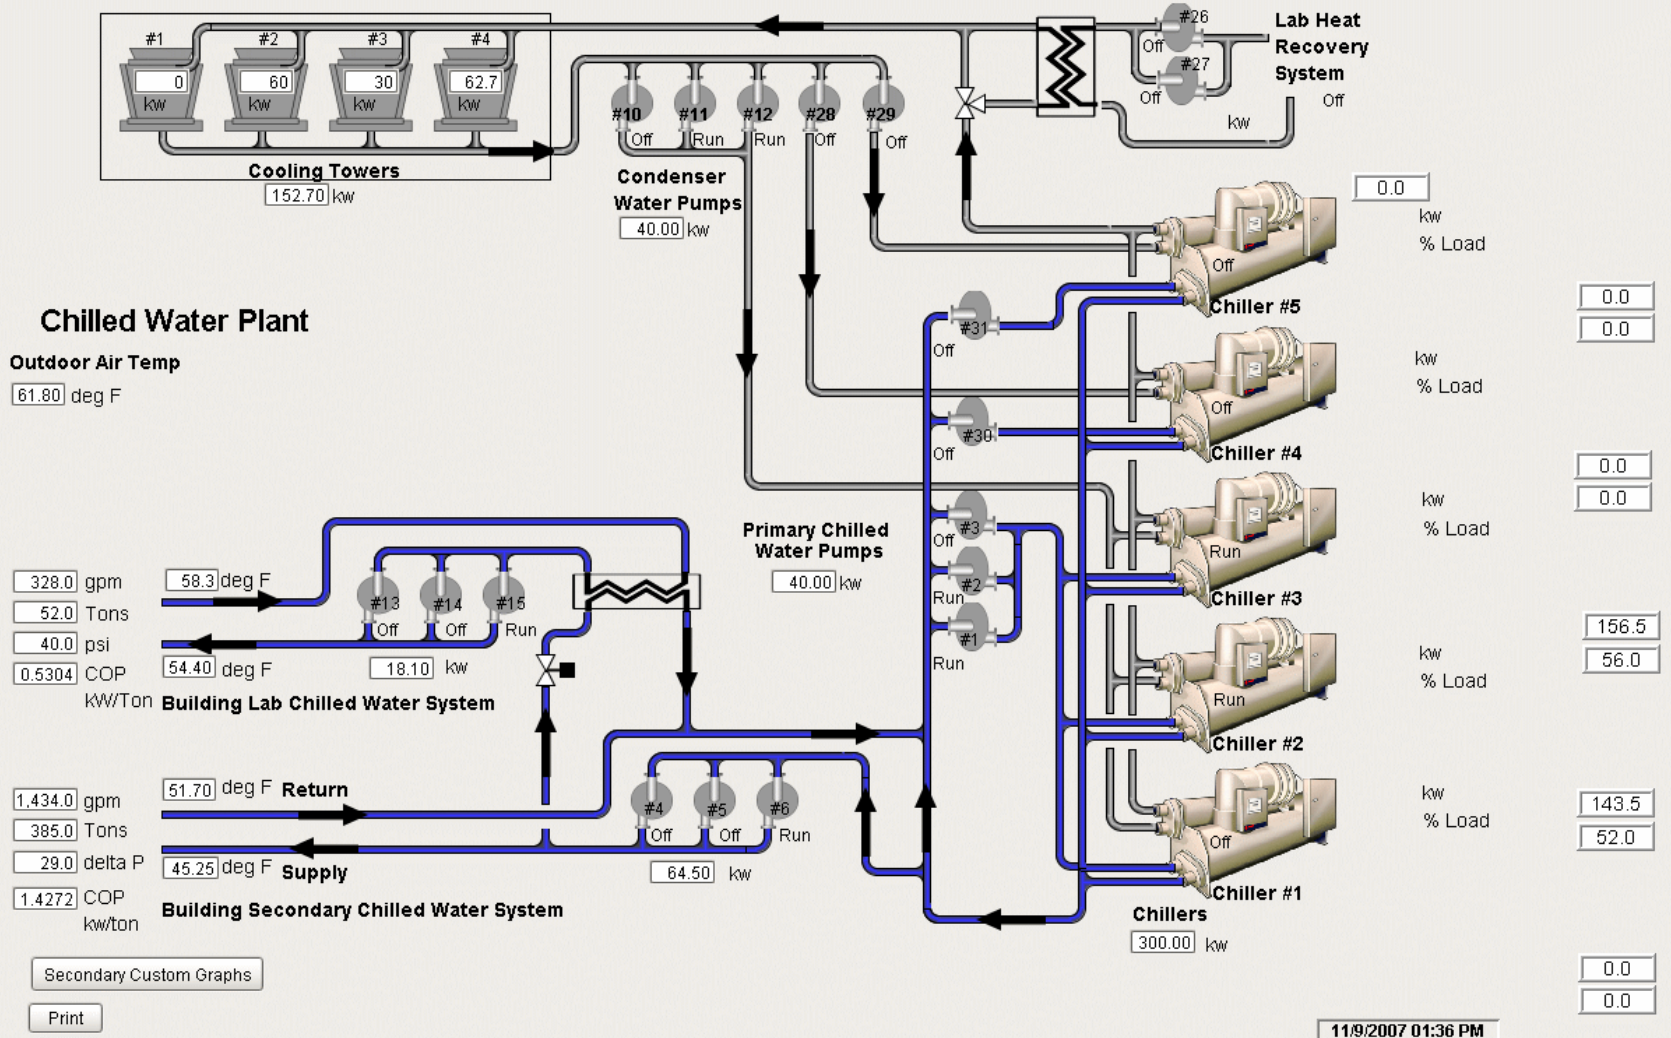 #1
#2
#3
#4
0
60
30
62.7
kw
kw
kw
kw
Cooling Towers
152.70 kw
#10
#11
#12
#28
#29
Off
Run
Run
Off
Off
Condenser
Water Pumps
40.00 kw
#26
Off
#27
Off
Lab Heat
Recovery
System
Off
kw
0.0
kw
% Load
Off
Chiller #5
0.0
0.0
Chilled Water Plant
Outdoor Air Temp
61.80 deg F
#31
Off
kw
% Load
Off
Chiller #4
#30
Off
0.0
0.0
kw
% Load
Run
Chiller #3
Primary Chilled
Water Pumps
40.00 kw
#3
Off
#2
Run
#1
Run
328.0 gpm
58.3 deg F
52.0 Tons
40.0 psi
0.5304 COP
kW/Ton
54.40 deg F
#13
#14
#15
Off
Off
Run
18.10 kw
Building Lab Chilled Water System
156.5
56.0
kw
% Load
Run
Chiller #2
1,434.0 gpm
51.70 deg F Return
385.0 Tons
29.0 delta P
45.25 deg F Supply
1.4272 COP
kw/ton
Building Secondary Chilled Water System
#4
#5
#6
Off
Off
Run
64.50 kw
kw
% Load
143.5
52.0
Off
Chiller #1
Chillers
300.00 kw
Secondary Custom Graphs
Print
0.0
0.0
11/9/2007 01:36 PM